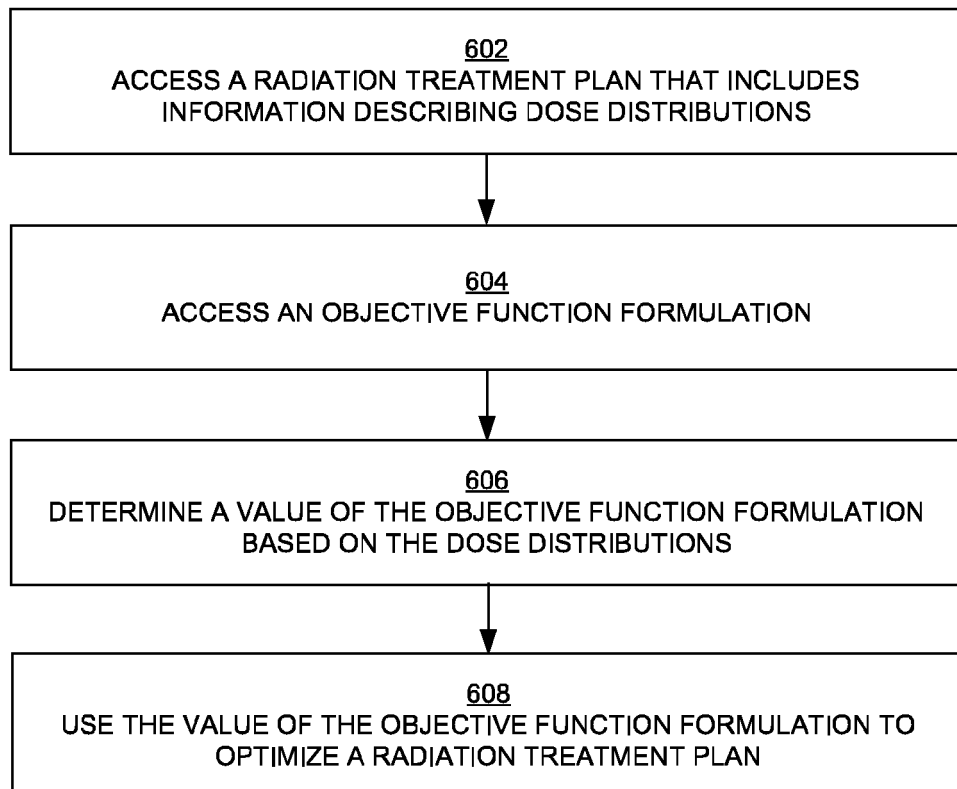 602
ACCESS A RADIATION TREATMENT PLAN THAT INCLUDES
INFORMATION DESCRIBING DOSE DISTRIBUTIONS
604
ACCESS AN OBJECTIVE FUNCTION FORMULATION
606
DETERMINE A VALUE OF THE OBJECTIVE FUNCTION FORMULATION
BASED ON THE DOSE DISTRIBUTIONS
608
USE THE VALUE OF THE OBJECTIVE FUNCTION FORMULATION TO
OPTIMIZE A RADIATION TREATMENT PLAN